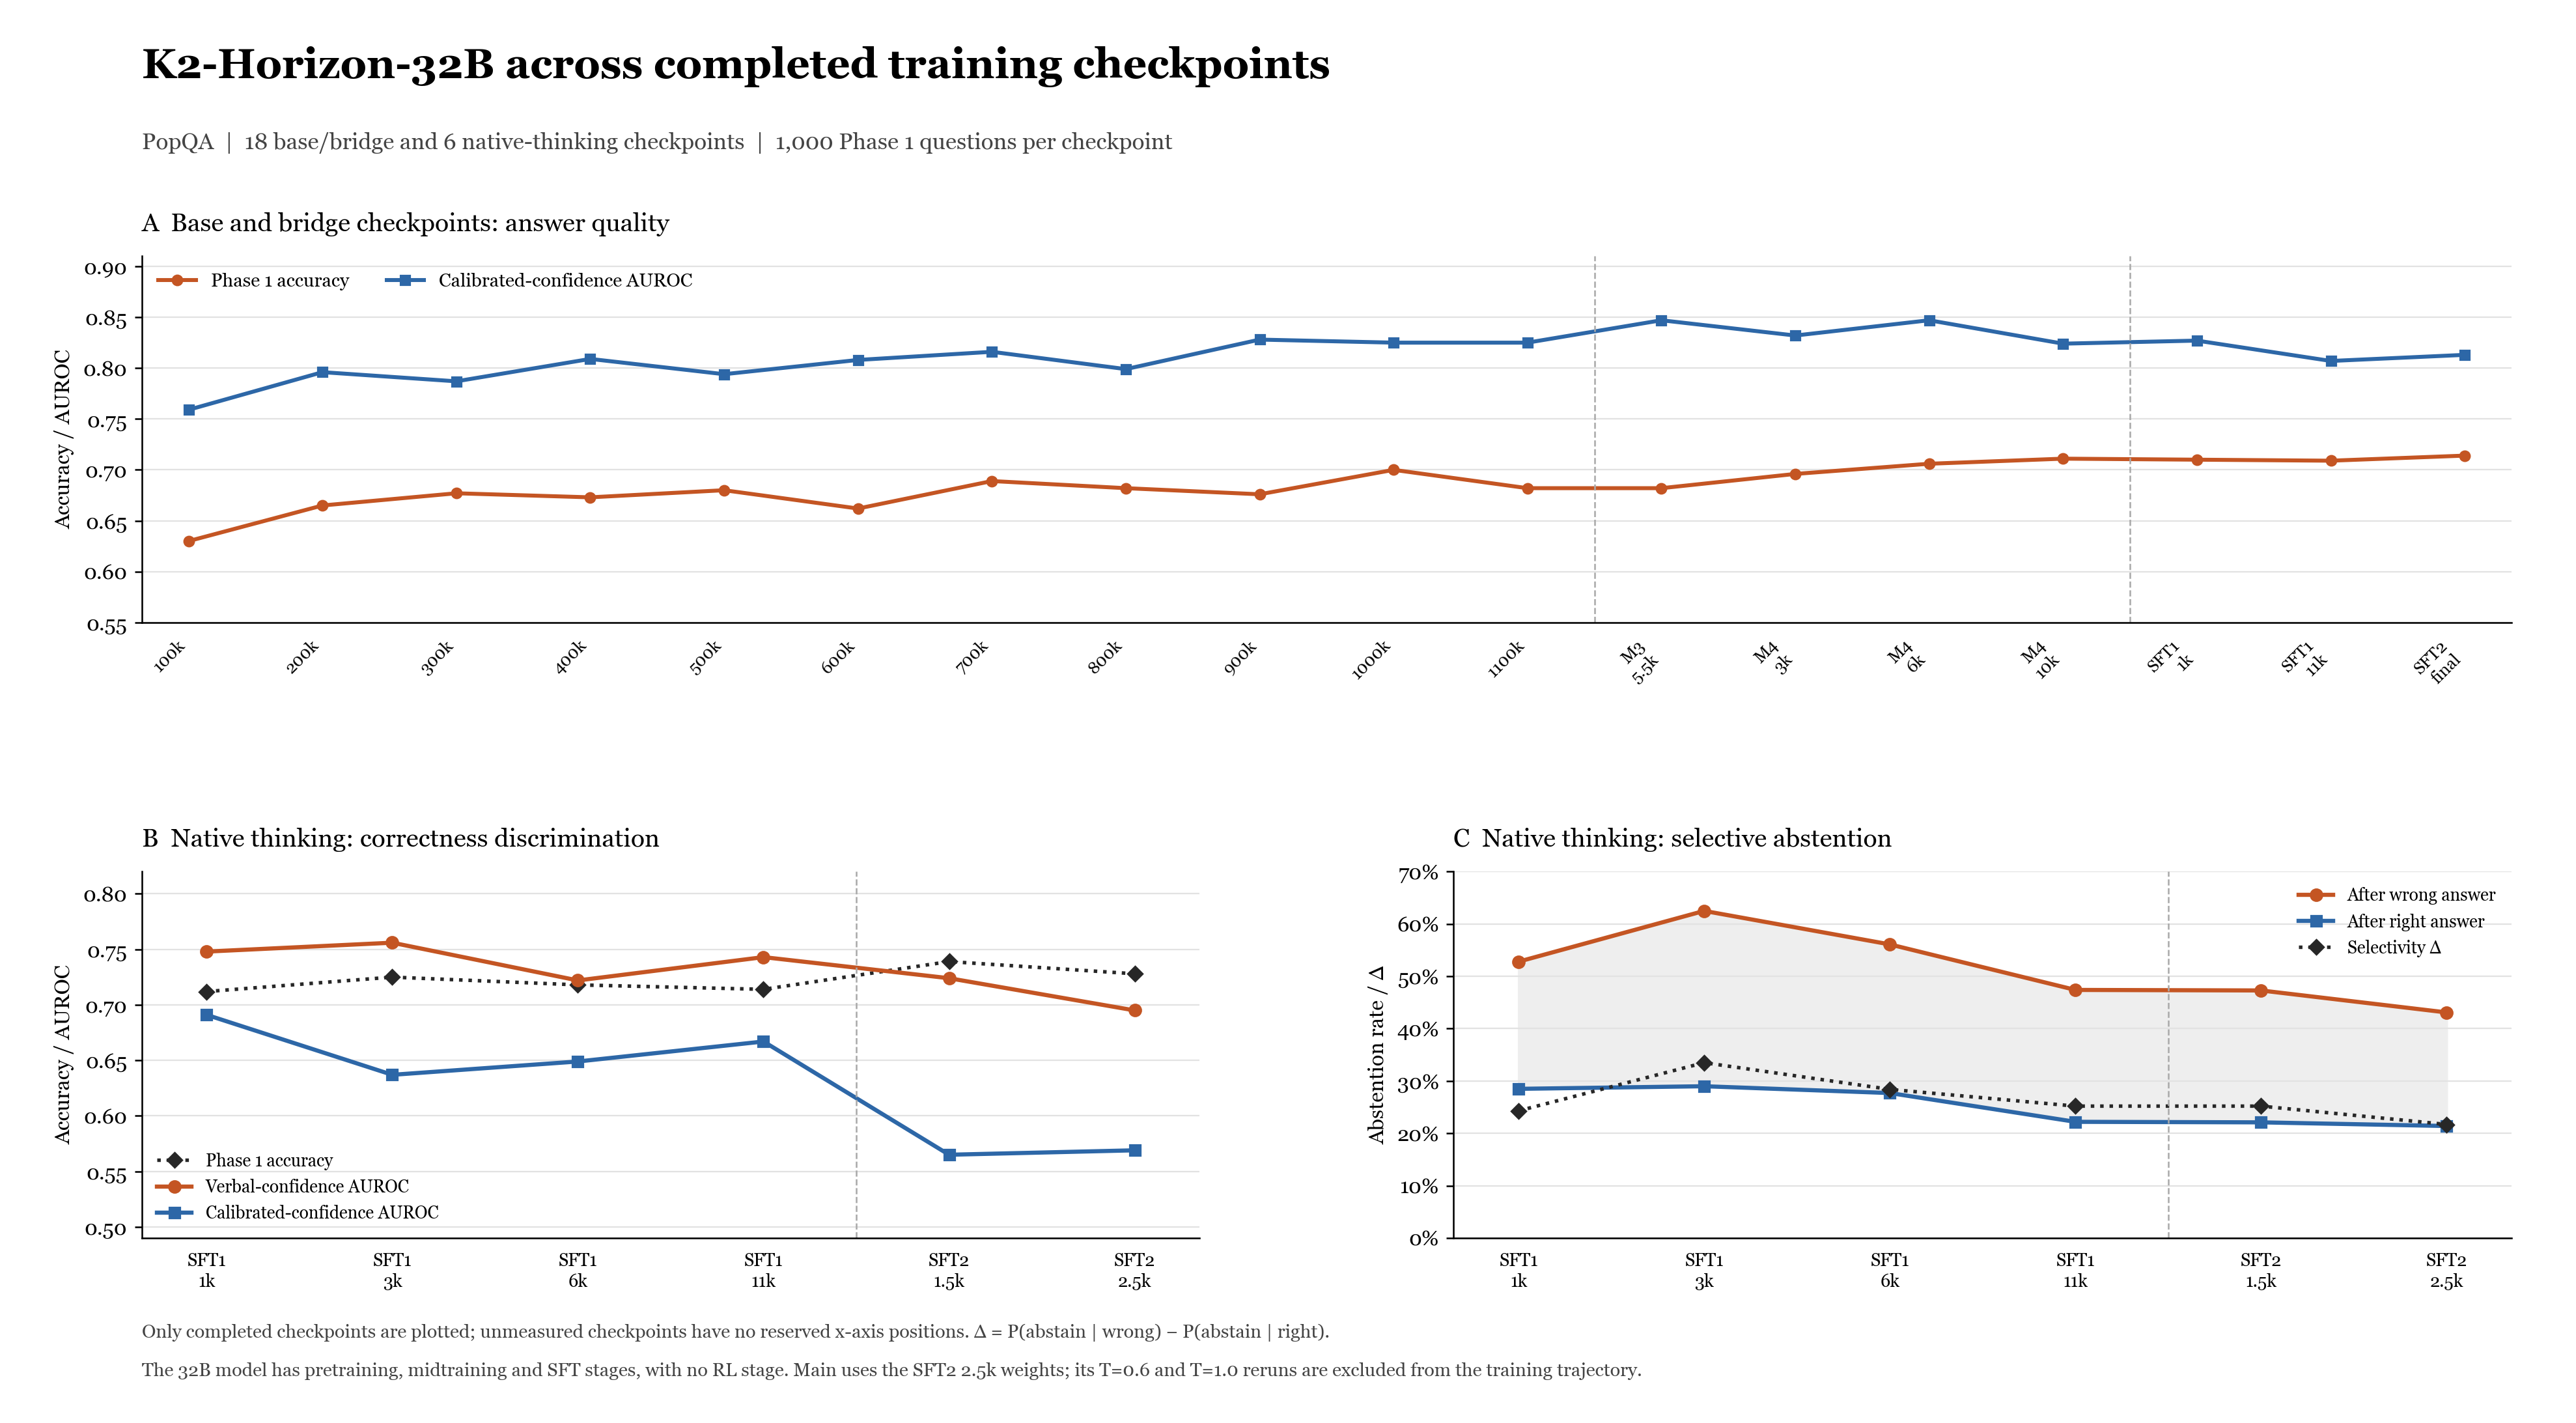 K2-Horizon-32B across completed training checkpoints
PopQA | 18 base/bridge and 6 native-thinking checkpoints | 1,000 Phase 1 questions per checkpoint
A Base and bridge checkpoints: answer quality
Phase 1 accuracy
Calibrated-confidence AUROC
Accuracy / AUROC
0.90
0.85
0.80
0.75
0.70
0.65
0.60
0.55
100k
200k
300k
400k
500k
600k
700k
800k
900k
1000k
1100k
M3
5.5k
M4
3k
M4
6k
M4
10k
SFT1
1k
SFT1
11k
SFT2
final
B Native thinking: correctness discrimination
Accuracy / AUROC
0.80
0.75
0.70
0.65
0.60
0.55
0.50
Phase 1 accuracy
Verbal-confidence AUROC
Calibrated-confidence AUROC
SFT1
1k
SFT1
3k
SFT1
6k
SFT1
11k
SFT2
1.5k
SFT2
2.5k
C Native thinking: selective abstention
Abstention rate / Δ
70%
60%
50%
40%
30%
20%
10%
0%
After wrong answer
After right answer
Selectivity Δ
SFT1
1k
SFT1
3k
SFT1
6k
SFT1
11k
SFT2
1.5k
SFT2
2.5k
Only completed checkpoints are plotted; unmeasured checkpoints have no reserved x-axis positions. Δ = P(abstain | wrong) − P(abstain | right).
The 32B model has pretraining, midtraining and SFT stages, with no RL stage. Main uses the SFT2 2.5k weights; its T=0.6 and T=1.0 reruns are excluded from the training trajectory.